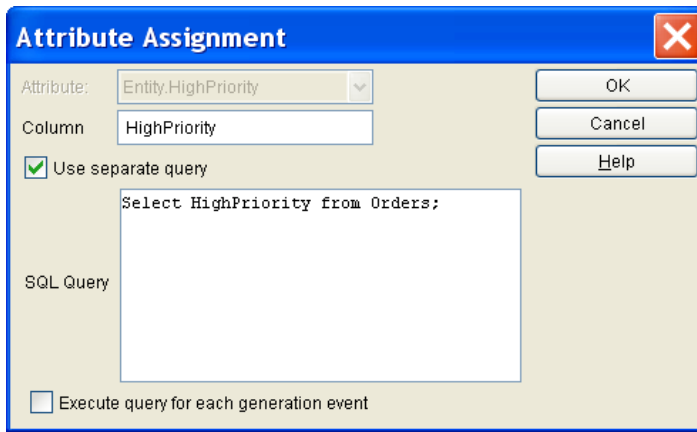 Attribute Assignment
Attribute: Entity.HighPriority
OK
Column HighPriority
Cancel
Use separate query
Help
Select HighPriority from Orders;
SQL Query
Execute query for each generation event